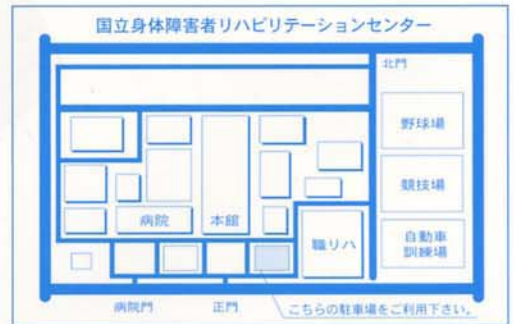 国立身体障害者リハビリテーションセンター
北門
野球場
競技場
自動車
訓練場
病院
本館
職リハ
病院門
正門
こちらの駐車場をご利用下さい。